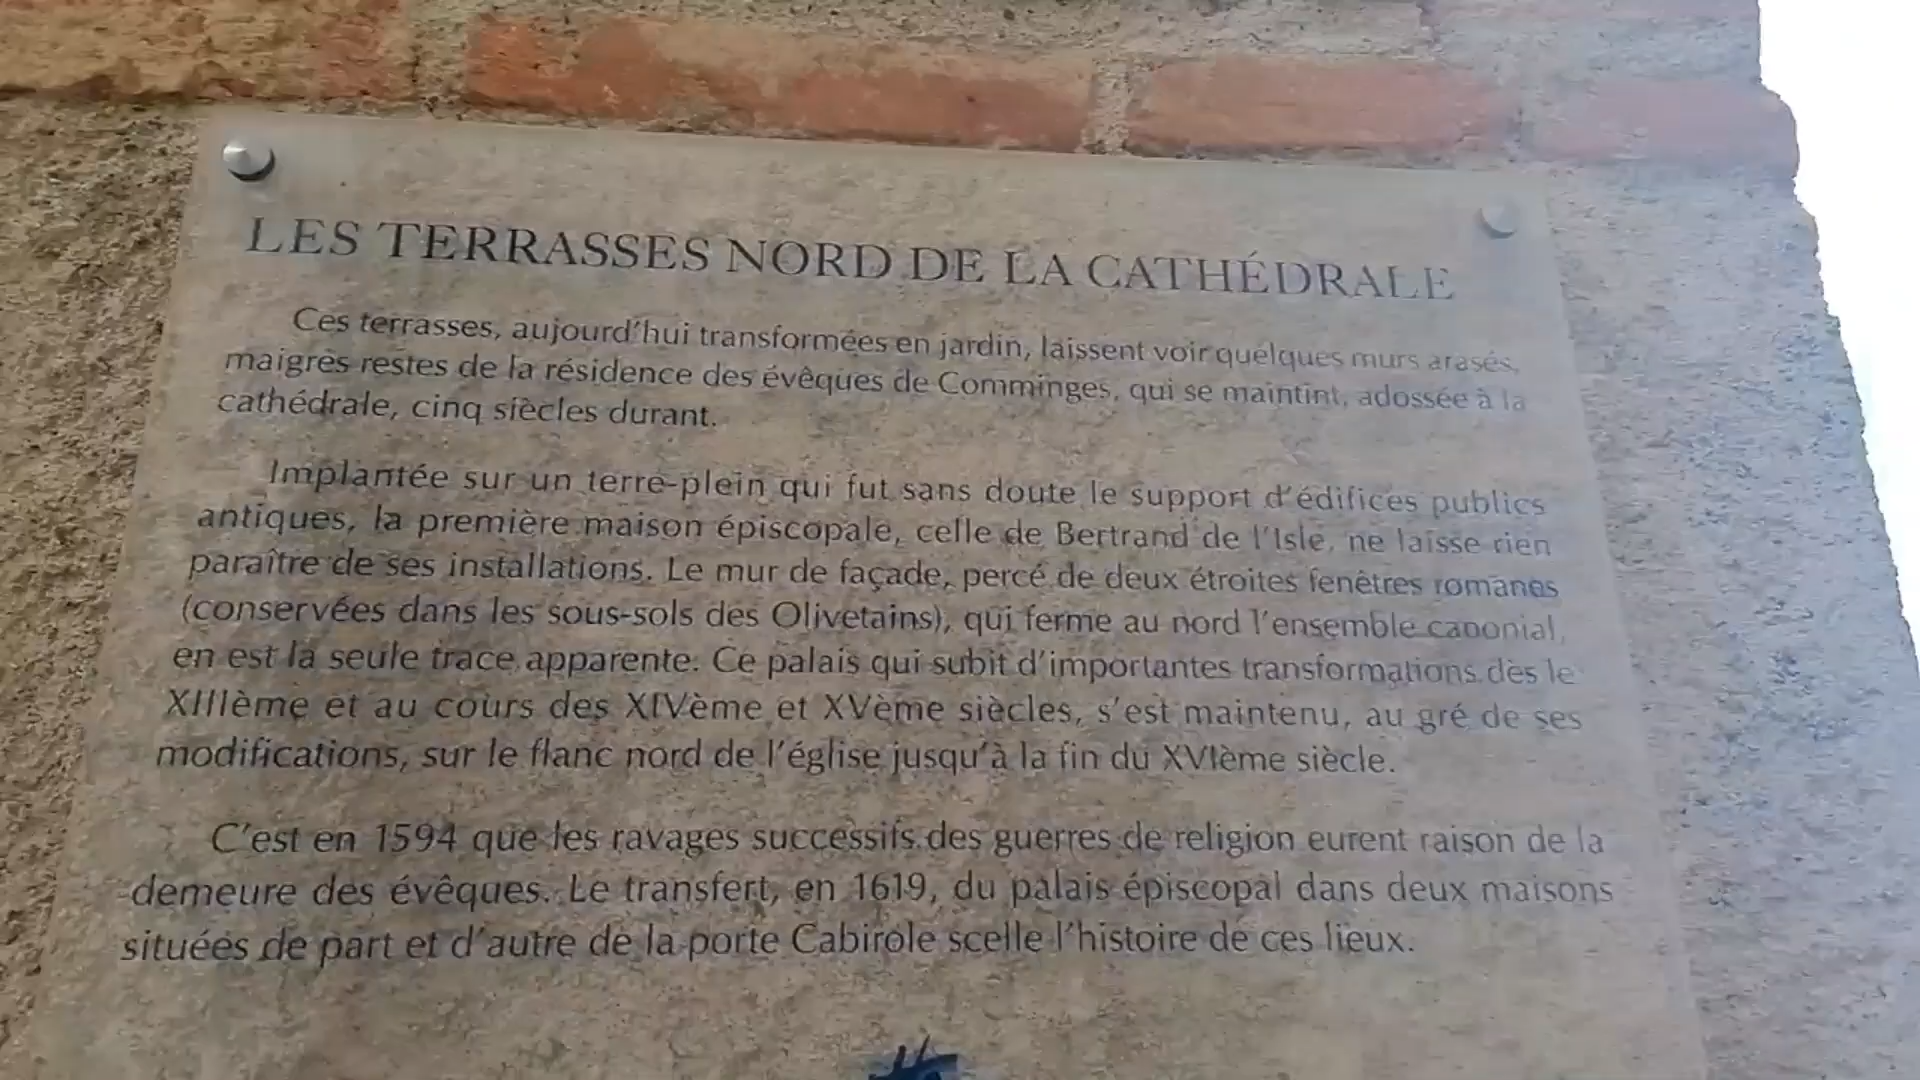 LES TERRASSES NORD DE LA CATHÉDRALE
Ces terrasses, aujourd'hui transformées en jardin, laissent voir quelques murs arasés,
maigres restes de la résidence des évêques de Comminges, qui se maintint, adossée à la
cathédrale, cinq siècles durant.
Implantée sur un terre-plein qui fut sans doute le support d'édifices publics
antiques, la première maison épiscopale, celle de Bertrand de l'Isle, ne laisse rien
paraître de ses installations. Le mur de façade, percé de deux étroites fenêtres romanes
(conservées dans les sous-sols des Olivetains), qui ferme au nord l'ensemble canonial,
en est la seule trace apparente. Ce palais qui subit d'importantes transformations dès le
XIIIème et au cours des XIVème et XVème siècles, s'est maintenu, au gré de ses
modifications, sur le flanc nord de l'église jusqu'à la fin du XVIème siècle.
C'est en 1594 que les ravages successifs des guerres de religion eurent raison de la
demeure des évêques. Le transfert, en 1619, du palais épiscopal dans deux maisons
situées de part et d'autre de la porte Cabirole scelle l'histoire de ces lieux.